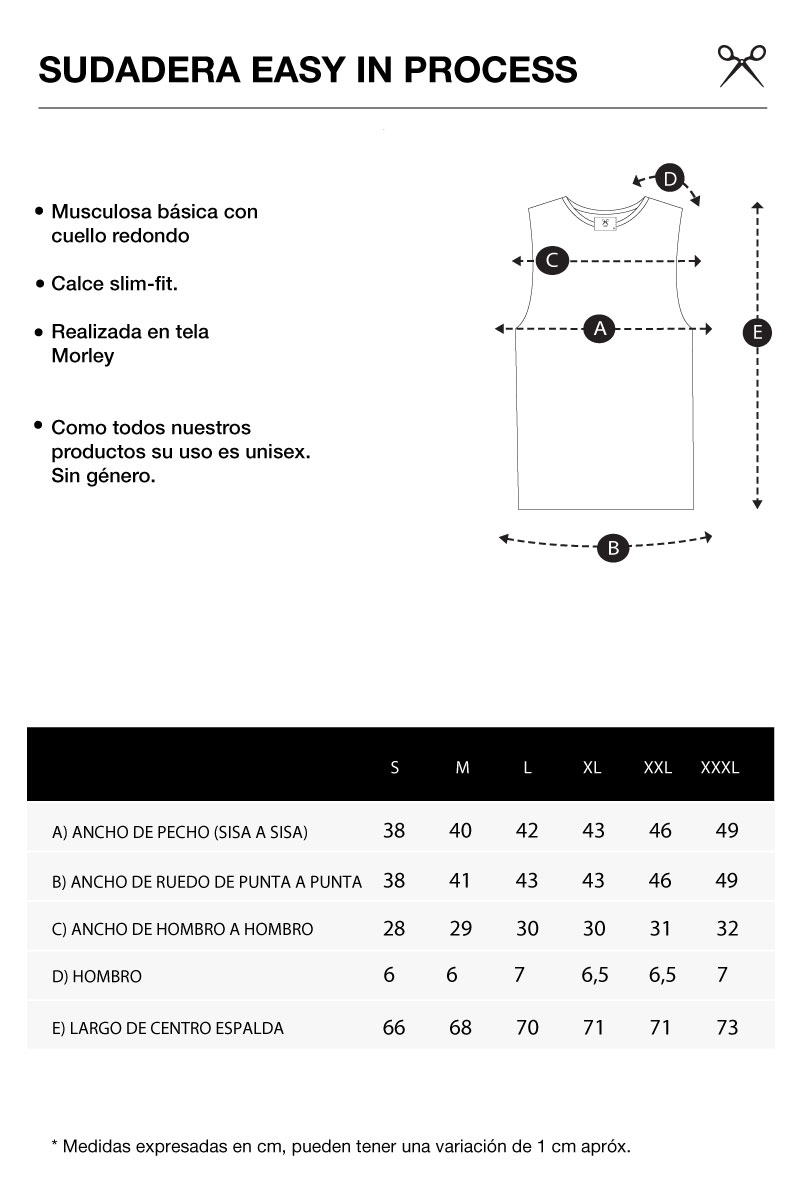 SUDADERA EASY IN PROCESS
• Musculosa básica con
cuello redondo
• Calce slim-fit.
• Realizada en tela
Morley
• Como todos nuestros
productos su uso es unisex.
Sin género.
D
C
A
E
B
S M L XL XXL XXXL
A) ANCHO DE PECHO (SISA A SISA) 38 40 42 43 46 49
B) ANCHO DE RUEDO DE PUNTA A PUNTA 38 41 43 43 46 49
C) ANCHO DE HOMBRO A HOMBRO 28 29 30 30 31 32
D) HOMBRO 6 6 7 6,5 6,5 7
E) LARGO DE CENTRO ESPALDA 66 68 70 71 71 73
* Medidas expresadas en cm, pueden tener una variación de 1 cm apróx.